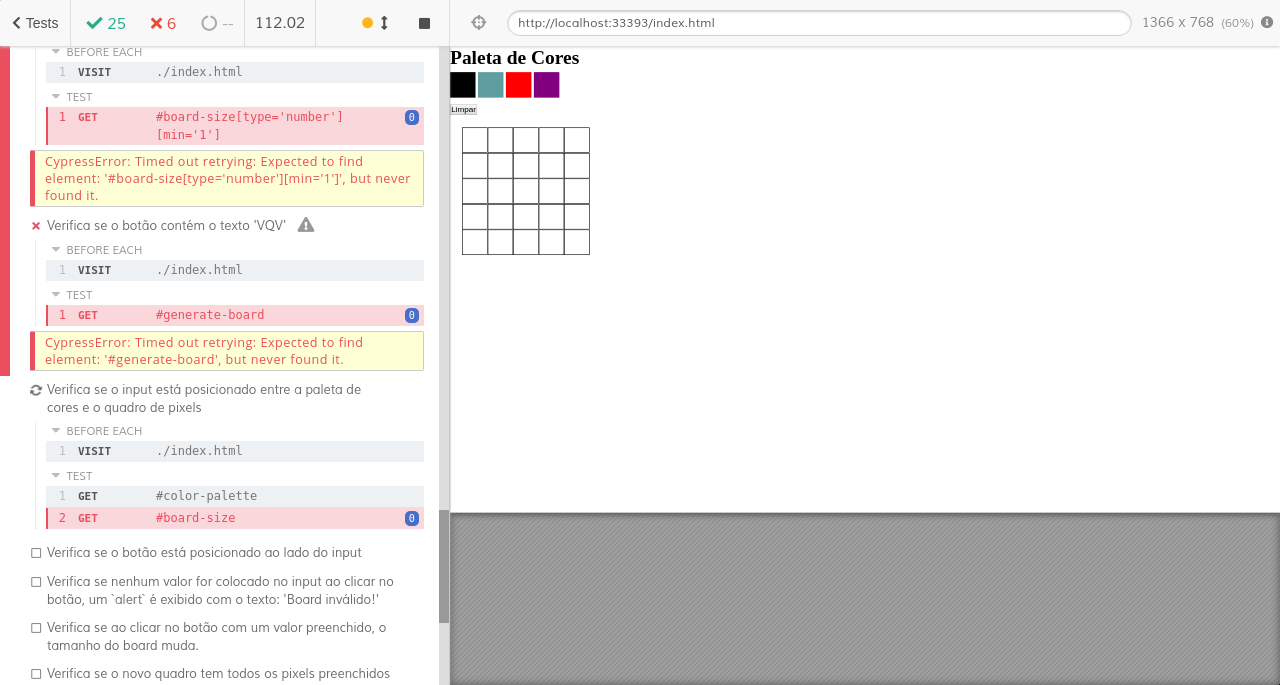 Tests
25
6
--
112.02
http://localhost:33393/index.html
1366 x 768 (60%)
BEFORE EACH
1 VISIT ./index.html
TEST
1 GET #board-size[type='number']
[min='1']
0
CypressError: Timed out retrying: Expected to find
element: '#board-size[type='number'][min='1']', but never
found it.
Verifica se o botão contém o texto 'VQV'
BEFORE EACH
1 VISIT ./index.html
TEST
1 GET #generate-board 0
CypressError: Timed out retrying: Expected to find
element: '#generate-board', but never found it.
Verifica se o input está posicionado entre a paleta de
cores e o quadro de pixels
BEFORE EACH
1 VISIT ./index.html
TEST
1 GET #color-palette
2 GET #board-size 0
Verifica se o botão está posicionado ao lado do input
Verifica se nenhum valor for colocado no input ao clicar no
botão, um `alert` é exibido com o texto: 'Board inválido!'
Verifica se ao clicar no botão com um valor preenchido, o
tamanho do board muda.
Verifica se o novo quadro tem todos os pixels preenchidos
Paleta de Cores
Limpar